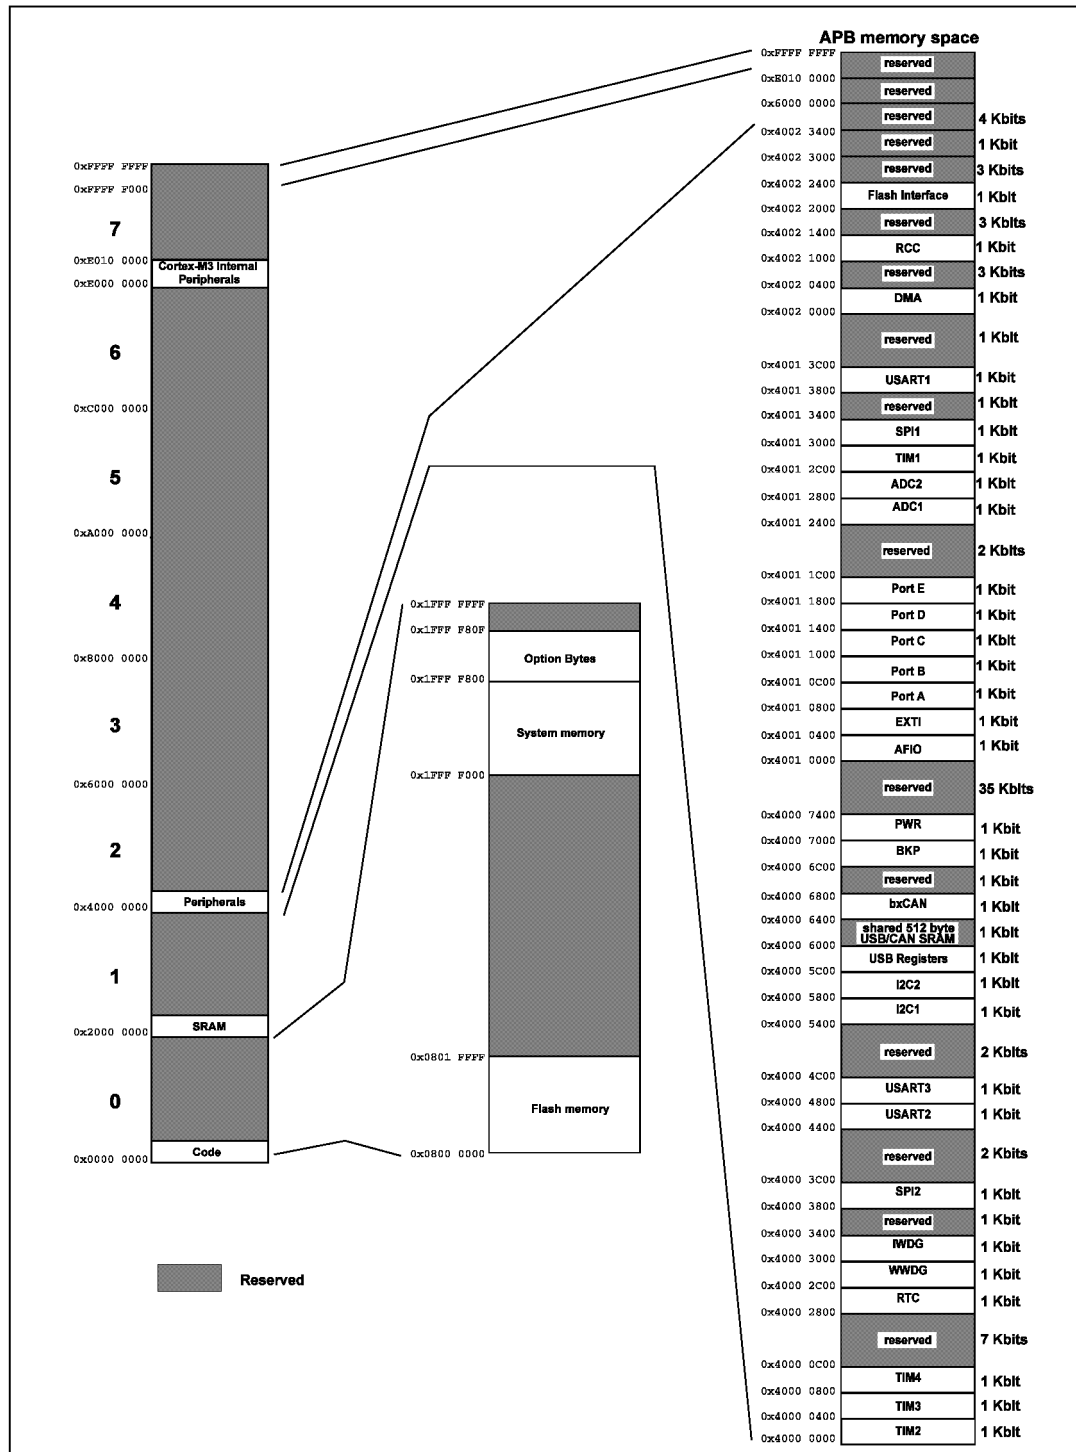 0xFFFF FFFF
0xFFFF F000
7
0xE010 0000
Cortex-M3 Internal
Peripherals
0xE000 0000
6
0xC000 0000
5
0xA000 0000
4
0x8000 0000
3
0x6000 0000
2
Peripherals
0x4000 0000
1
SRAM
0x2000 0000
0
Code
0x0000 0000
Reserved
0x1FFF FFFF
0x1FFF F80F
Option Bytes
0x1FFF F800
System memory
0x1FFF F000
0x0801 FFFF
Flash memory
0x0800 0000
APB memory space
0xFFFF FFFF
reserved
0xE010 0000
reserved
0x6000 0000
reserved 4 Kbits
0x4002 3400
reserved 1 Kbit
0x4002 3000
reserved 3 Kbits
0x4002 2400
Flash Interface 1 Kbit
0x4002 2000
reserved 3 Kbits
0x4002 1400
RCC 1 Kbit
0x4002 1000
reserved 3 Kbits
0x4002 0400
DMA 1 Kbit
0x4002 0000
reserved 1 Kbit
0x4001 3C00
USART1 1 Kbit
0x4001 3800
reserved 1 Kbit
0x4001 3400
SPI1 1 Kbit
0x4001 3000
TIM1 1 Kbit
0x4001 2C00
ADC2 1 Kbit
0x4001 2800
ADC1 1 Kbit
0x4001 2400
reserved 2 Kbits
0x4001 1C00
Port E 1 Kbit
0x4001 1800
Port D 1 Kbit
0x4001 1400
Port C 1 Kbit
0x4001 1000
Port B 1 Kbit
0x4001 0C00
Port A 1 Kbit
0x4001 0800
EXTI 1 Kbit
0x4001 0400
AFIO 1 Kbit
0x4001 0000
reserved 35 Kbits
0x4000 7400
PWR 1 Kbit
0x4000 7000
BKP 1 Kbit
0x4000 6C00
reserved 1 Kbit
0x4000 6800
bxCAN 1 Kbit
0x4000 6400
shared 512 byte
USB/CAN SRAM 1 Kbit
0x4000 6000
USB Registers 1 Kbit
0x4000 5C00
I2C2 1 Kbit
0x4000 5800
I2C1 1 Kbit
0x4000 5400
reserved 2 Kbits
0x4000 4C00
USART3 1 Kbit
0x4000 4800
USART2 1 Kbit
0x4000 4400
reserved 2 Kbits
0x4000 3C00
SPI2 1 Kbit
0x4000 3800
reserved 1 Kbit
0x4000 3400
IWDG 1 Kbit
0x4000 3000
WWDG 1 Kbit
0x4000 2C00
RTC 1 Kbit
0x4000 2800
reserved 7 Kbits
0x4000 0C00
TIM4 1 Kbit
0x4000 0800
TIM3 1 Kbit
0x4000 0400
TIM2 1 Kbit
0x4000 0000